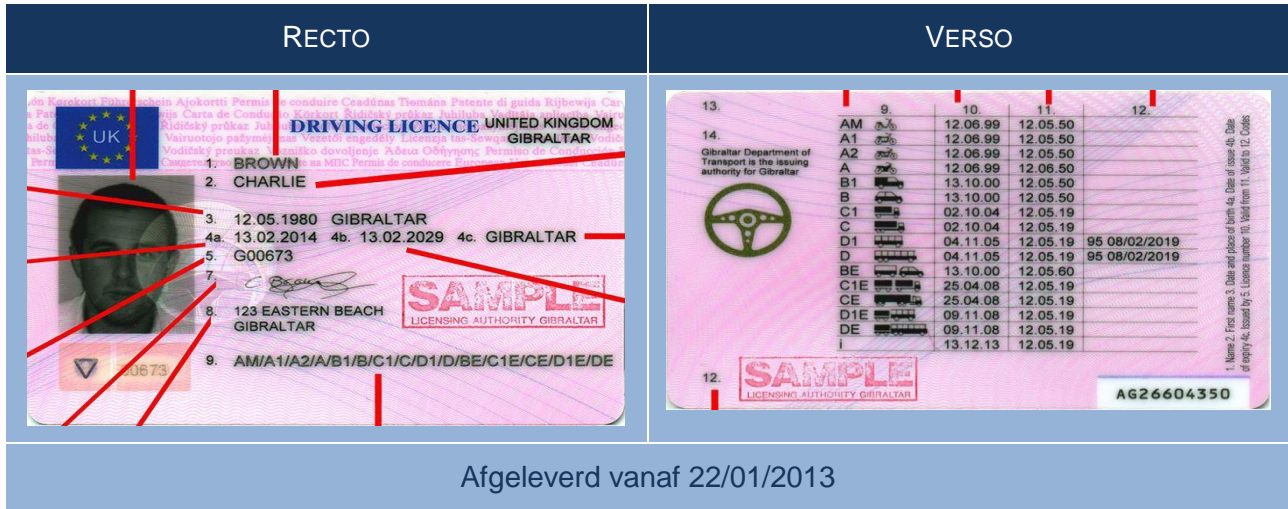 RECTO
VERSO
UK
DRIVING LICENCE UNITED KINGDOM
GIBRALTAR
1. BROWN
2. CHARLIE
3. 12.05.1980 GIBRALTAR
4a. 13.02.2014 4b. 13.02.2029 4c. GIBRALTAR
5. G00673
7.
8. 123 EASTERN BEACH
GIBRALTAR
SAMPLE
LICENSING AUTHORITY GIBRALTAR
00673
9. AM/A1/A2/A/B1/B/C1/C/D1/D/BE/C1E/CE/D1E/DE
13.
14.
Gibraltar Department of
Transport is the issuing
authority for Gibraltar
9. 10. 11. 12.
AM 12.06.99 12.05.50
A1 12.06.99 12.05.50
A2 12.06.99 12.05.50
A 12.06.99 12.06.50
B1 13.10.00 12.05.50
B 13.10.00 12.05.50
C1 02.10.04 12.05.19
C 02.10.04 12.05.19
D1 04.11.05 12.05.19 95 08/02/2019
D 04.11.05 12.05.19 95 08/02/2019
BE 13.10.00 12.05.60
C1E 25.04.08 12.05.19
CE 25.04.08 12.05.19
D1E 09.11.08 12.05.19
DE 09.11.08 12.05.19
i 13.12.13 12.05.19
12.
SAMPLE
LICENSING AUTHORITY GIBRALTAR
1. Name 2. First name 3. Date and place of birth 4a. Date of issue 4b. Date
of expiry 4c. Issued by 5. Licence number 10. Valid from 11. Valid to 12. Codes
AG26604350
Afgeleverd vanaf 22/01/2013